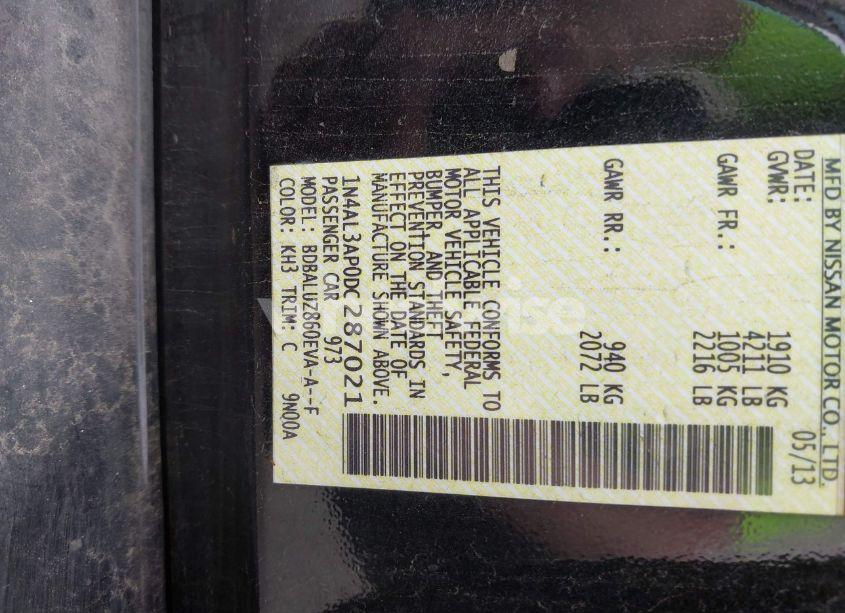 MFD BY NISSAN MOTOR CO., LTD.
DATE: 05/13
GVWR: 1910 KG
4211 LB
GAWR FR.: 1005 KG
2216 LB
GAWR RR.: 940 KG
2072 LB
THIS VEHICLE CONFORMS TO
ALL APPLICABLE FEDERAL
MOTOR VEHICLE SAFETY,
BUMPER, AND THEFT
PREVENTION STANDARDS IN
EFFECT ON THE DATE OF
MANUFACTURE SHOWN ABOVE.
1N4AL3AP0DC287021
PASSENGER CAR 973
MODEL: BDBALUZ860EVA-A--F
COLOR: KH3 TRIM: C 9N00A